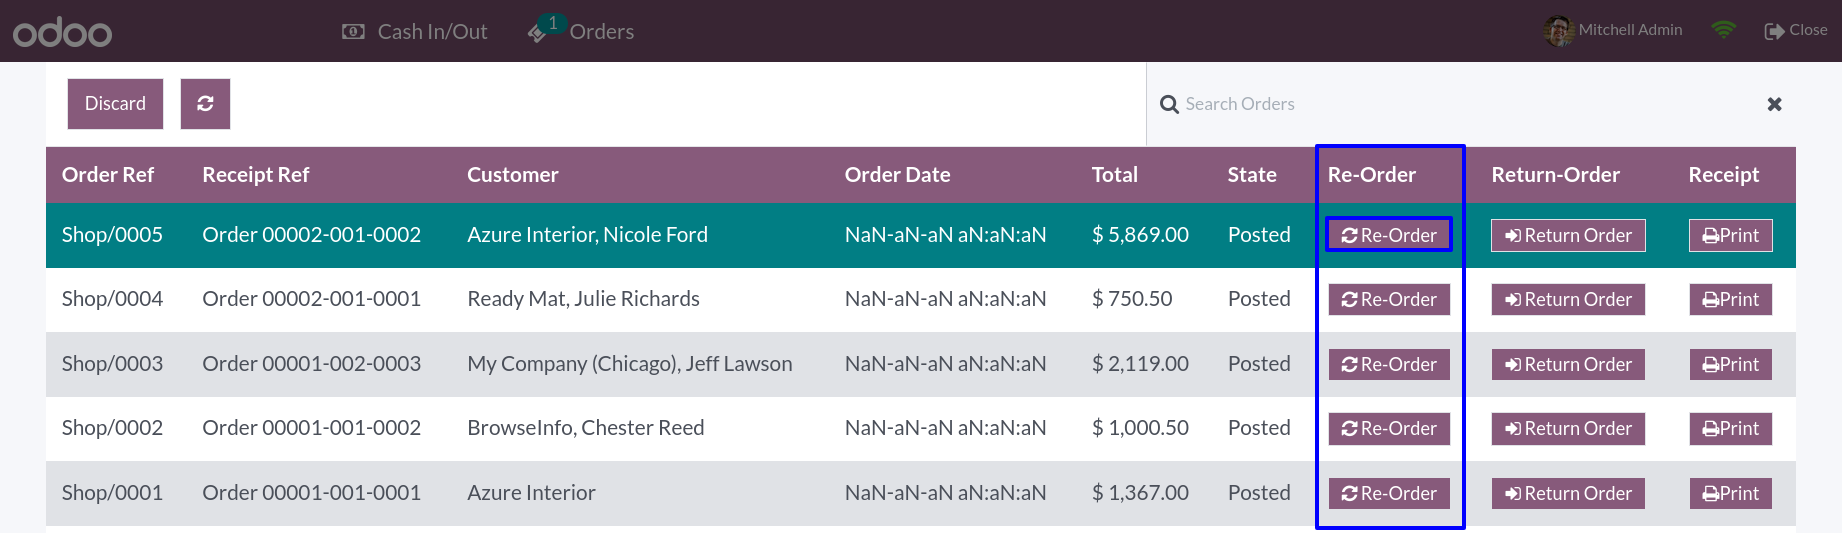 odoo Cash In/Out 1 Orders Mitchell Admin Close
Discard Search Orders
Order Ref Receipt Ref Customer Order Date Total State Re-Order Return-Order Receipt
Shop/0005 Order 00002-001-0002 Azure Interior, Nicole Ford NaN-aN-aN aN:aN:aN $ 5,869.00 Posted Re-Order Return Order Print
Shop/0004 Order 00002-001-0001 Ready Mat, Julie Richards NaN-aN-aN aN:aN:aN $ 750.50 Posted Re-Order Return Order Print
Shop/0003 Order 00001-002-0003 My Company (Chicago), Jeff Lawson NaN-aN-aN aN:aN:aN $ 2,119.00 Posted Re-Order Return Order Print
Shop/0002 Order 00001-001-0002 BrowseInfo, Chester Reed NaN-aN-aN aN:aN:aN $ 1,000.50 Posted Re-Order Return Order Print
Shop/0001 Order 00001-001-0001 Azure Interior NaN-aN-aN aN:aN:aN $ 1,367.00 Posted Re-Order Return Order Print